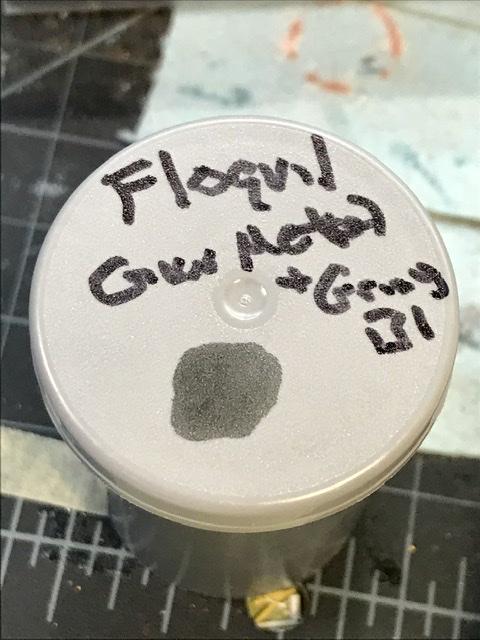 Floquil
Gun Metal
+ Gray
B1